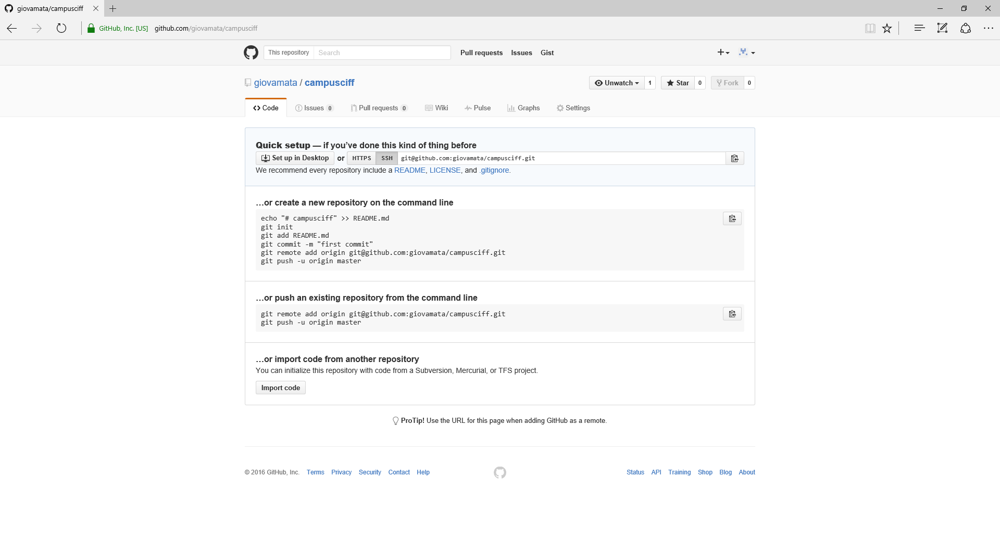 giovamata/campusciff
GitHub, Inc. [US] github.com/giovamata/campusciff
This repository Search Pull requests Issues Gist
giovamata / campusciff
Unwatch 1 Star 0 Fork 0
Code Issues 0 Pull requests 0 Wiki Pulse Graphs Settings
Quick setup — if you’ve done this kind of thing before
Set up in Desktop or HTTPS SSH git@github.com:giovamata/campusciff.git
We recommend every repository include a README, LICENSE, and .gitignore.
…or create a new repository on the command line
echo "# campusciff" >> README.md
git init
git add README.md
git commit -m "first commit"
git remote add origin git@github.com:giovamata/campusciff.git
git push -u origin master
…or push an existing repository from the command line
git remote add origin git@github.com:giovamata/campusciff.git
git push -u origin master
…or import code from another repository
You can initialize this repository with code from a Subversion, Mercurial, or TFS project.
Import code
ProTip! Use the URL for this page when adding GitHub as a remote.
© 2016 GitHub, Inc. Terms Privacy Security Contact Help Status API Training Shop Blog About